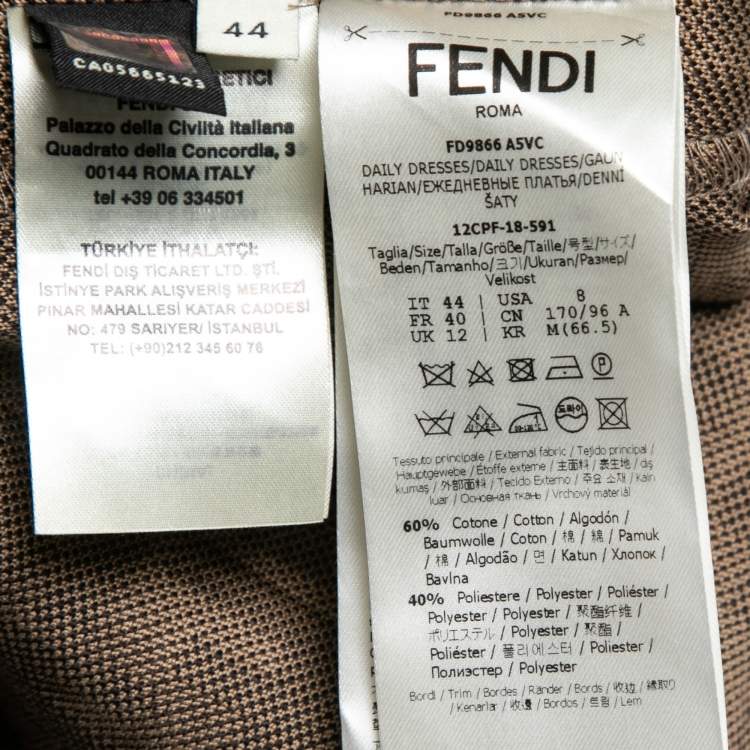 44
CA05665123
ETICI
FENDI
Palazzo della Civiltà Italiana
Quadrato della Concordia, 3
00144 ROMA ITALY
tel +39 06 334501
TÜRKİYE İTHALATÇI:
FENDİ DIŞ TİCARET LTD. ŞTİ.
İSTİNYE PARK ALIŞVERİŞ MERKEZİ
PINAR MAHALLESİ KATAR CADDESİ
NO: 479 SARIYER/ İSTANBUL
TEL: (+90)212 345 60 76
FD9866 A5VC
FENDI
ROMA
FD9866 A5VC
DAILY DRESSES/DAILY DRESSES/GAUN
HARIAN/ЕЖЕДНЕВНЫЕ ПЛАТЬЯ/DENNÍ
ŠATY
12CPF-18-591
Taglia/Size/Talla/Größe/Taille/号型/サイズ/
Beden/Tamanho/크기/Ukuran/Размер/
Velikost
IT 44 | USA 8
FR 40 | CN 170/96 A
UK 12 | KR M(66.5)
드라이
Tessuto principale / External fabric / Tejido principal /
Hauptgewebe / Étoffe externe / 主面料 / 裏生地 / dış
kumaş / 外部面料 / Tecido Externo / 주요 소재 / Kain
luar / Основная ткань / Vrchový materiál
60% Cotone / Cotton / Algodón /
Baumwolle / Coton / 棉 / 綿 / Pamuk
/ 棉 / Algodão / 면 / Katun / Хлопок /
Bavlna
40% Poliestere / Polyester / Poliéster /
Polyester / Polyester / 聚酯纤维 /
ポリエステル / Polyester / 聚酯 /
Poliéster / 폴리에스터 / Poliester /
Полиэстер / Polyester
Bordi / Trim / Bordes / Ränder / Bords / 收边 / 縁取り
/ Kenarlar / 收邊 / Bordos / 트림 / Lem